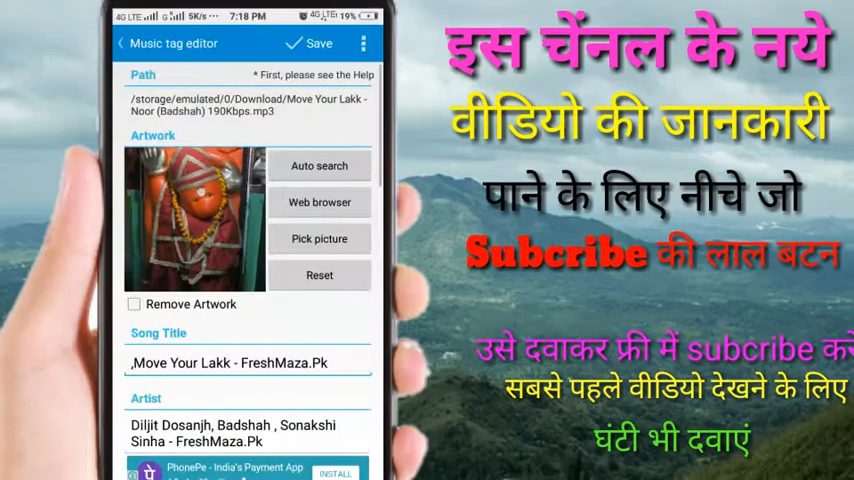 4G LTE 5K/s ... 7:18 PM 4G LTE 19%
Music tag editor
Save
Path
* First, please see the Help
/storage/emulated/0/Download/Move Your Lakk -
Noor (Badshah) 190Kbps.mp3
Artwork
Auto search
Web browser
Pick picture
Reset
Remove Artwork
Song Title
,Move Your Lakk - FreshMaza.Pk
Artist
Diljit Dosanjh, Badshah , Sonakshi
Sinha - FreshMaza.Pk
PhonePe - India's Payment App
INSTALL
इस चेंनल के नये
वीडियो की जानकारी
पाने के लिए नीचे जो
Subcribe की लाल बटन
उसे दवाकर फ्री में subcribe करे
सबसे पहले वीडियो देखने के लिए
घंटी भी दवाएं